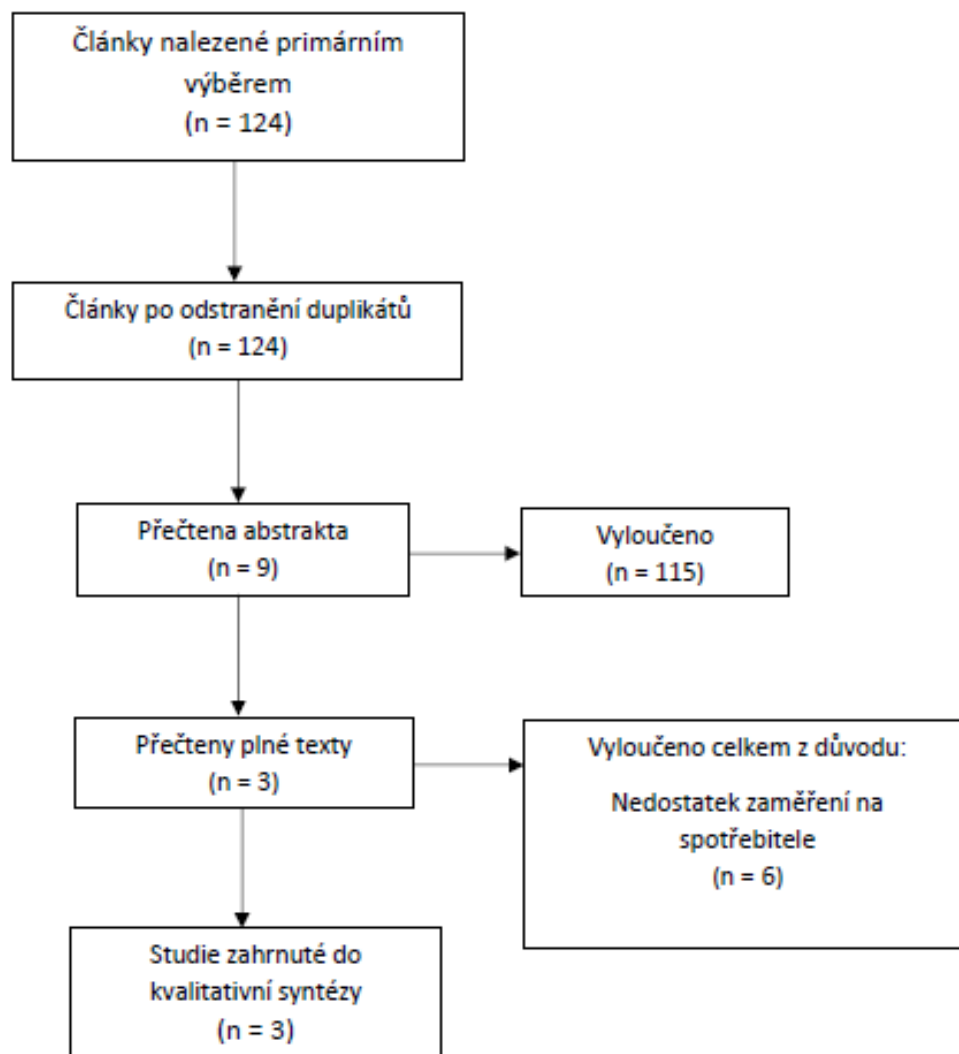 Články nalezené primárním
výběrem
(n = 124)
Články po odstranění duplikátů
(n = 124)
Přečtena abstrakta
(n = 9)
Vyloučeno
(n = 115)
Přečteny plné texty
(n = 3)
Vyloučeno celkem z důvodu:
Nedostatek zaměření na
spotřebitele
(n = 6)
Studie zahrnuté do
kvalitativní syntézy
(n = 3)